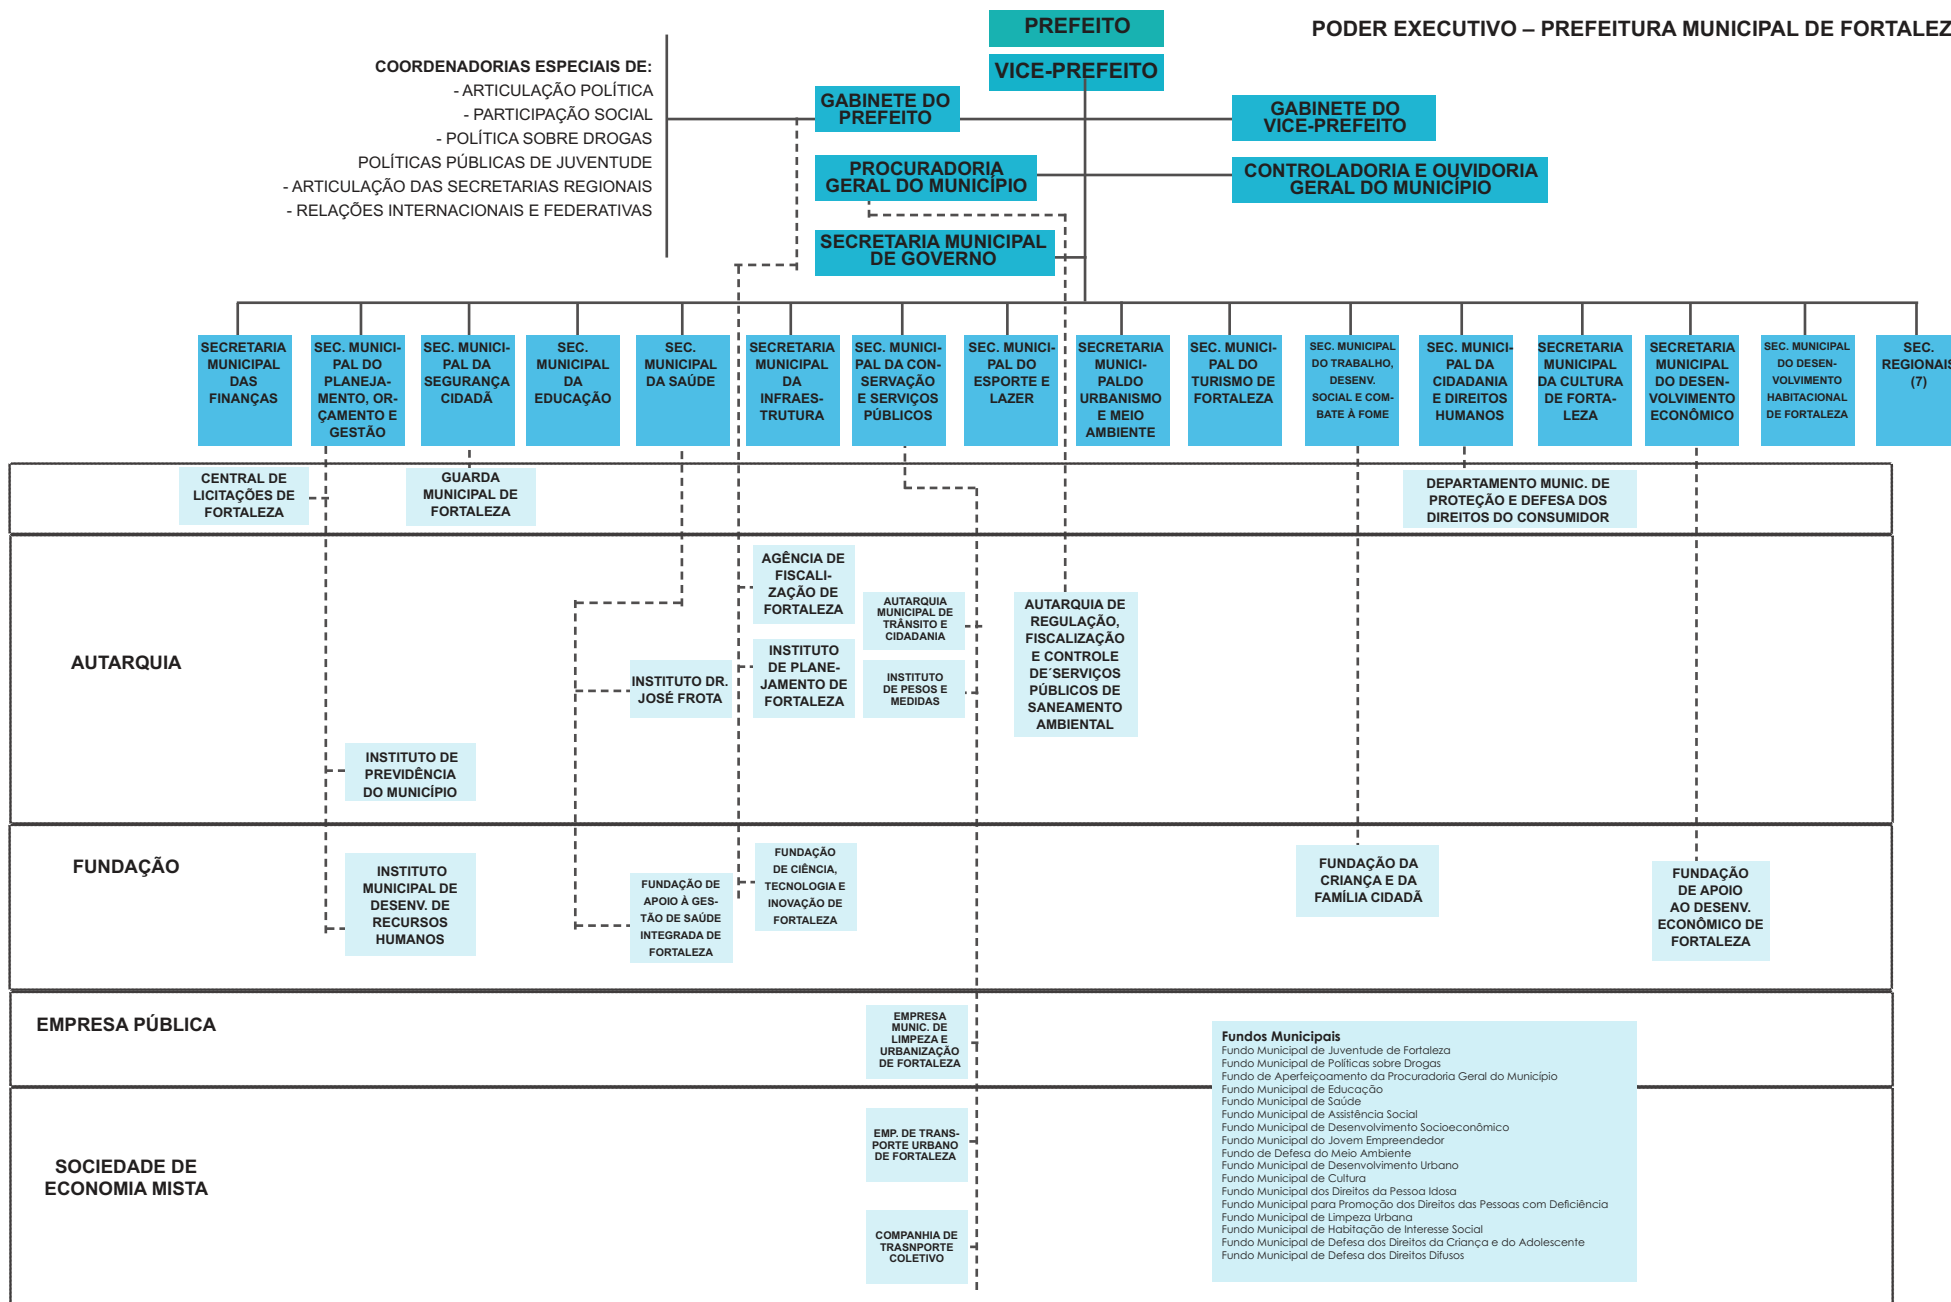 PREFEITO
PODER EXECUTIVO – PREFEITURA MUNICIPAL DE FORTALEZ
VICE-PREFEITO
COORDENADORIAS ESPECIAIS DE:
- ARTICULAÇÃO POLÍTICA
- PARTICIPAÇÃO SOCIAL
- POLÍTICA SOBRE DROGAS
POLÍTICAS PÚBLICAS DE JUVENTUDE
- ARTICULAÇÃO DAS SECRETARIAS REGIONAIS
- RELAÇÕES INTERNACIONAIS E FEDERATIVAS
GABINETE DO
PREFEITO
GABINETE DO
VICE-PREFEITO
PROCURADORIA
GERAL DO MUNICÍPIO
CONTROLADORIA E OUVIDORIA
GERAL DO MUNICÍPIO
SECRETARIA MUNICIPAL
DE GOVERNO
SECRETARIA
MUNICIPAL
DAS
FINANÇAS
SEC. MUNICI-
PAL DO
PLANEJA-
MENTO, OR-
ÇAMENTO E
GESTÃO
SEC. MUNICI-
PAL DA
SEGURANÇA
CIDADÃ
SEC.
MUNICIPAL
DA
EDUCAÇÃO
SEC.
MUNICIPAL
DA SAÚDE
SECRETARIA
MUNICIPAL
DA
INFRAES-
TRUTURA
SEC. MUNICI-
PAL DA CON-
SERVAÇÃO
E SERVIÇOS
PÚBLICOS
SEC. MUNICI-
PAL DO
ESPORTE E
LAZER
SECRETARIA
MUNICI-
PALDO
URBANISMO
E MEIO
AMBIENTE
SEC. MUNICI-
PAL DO
TURISMO DE
FORTALEZA
SEC. MUNICIPAL
DO TRABALHO,
DESENV.
SOCIAL E COM-
BATE À FOME
SEC. MUNICI-
PAL DA
CIDADANIA
E DIREITOS
HUMANOS
SECRETARIA
MUNICIPAL
DA CULTURA
DE FORTA-
LEZA
SECRETARIA
MUNICIPAL
DO DESEN-
VOLVIMENTO
ECONÔMICO
SEC. MUNICIPAL
DO DESEN-
VOLVIMENTO
HABITACIONAL
DE FORTALEZA
SEC.
REGIONAIS
(7)
CENTRAL DE
LICITAÇÕES DE
FORTALEZA
GUARDA
MUNICIPAL DE
FORTALEZA
DEPARTAMENTO MUNIC. DE
PROTEÇÃO E DEFESA DOS
DIREITOS DO CONSUMIDOR
AUTARQUIA
AGÊNCIA DE
FISCALI-
ZAÇÃO DE
FORTALEZA
AUTARQUIA
MUNICIPAL DE
TRÂNSITO E
CIDADANIA
AUTARQUIA DE
REGULAÇÃO,
FISCALIZAÇÃO
E CONTROLE
DE´SERVIÇOS
PÚBLICOS DE
SANEAMENTO
AMBIENTAL
INSTITUTO DR.
JOSÉ FROTA
INSTITUTO
DE PLANE-
JAMENTO DE
FORTALEZA
INSTITUTO
DE PESOS E
MEDIDAS
INSTITUTO DE
PREVIDÊNCIA
DO MUNICÍPIO
FUNDAÇÃO
INSTITUTO
MUNICIPAL DE
DESENV. DE
RECURSOS
HUMANOS
FUNDAÇÃO DE
APOIO À GES-
TÃO DE SAÚDE
INTEGRADA DE
FORTALEZA
FUNDAÇÃO
DE CIÊNCIA,
TECNOLOGIA E
INOVAÇÃO DE
FORTALEZA
FUNDAÇÃO DA
CRIANÇA E DA
FAMÍLIA CIDADÃ
FUNDAÇÃO
DE APOIO
AO DESENV.
ECONÔMICO DE
FORTALEZA
EMPRESA PÚBLICA
EMPRESA
MUNIC. DE
LIMPEZA E
URBANIZAÇÃO
DE FORTALEZA
SOCIEDADE DE
ECONOMIA MISTA
EMP. DE TRANS-
PORTE URBANO
DE FORTALEZA
COMPANHIA DE
TRASNPORTE
COLETIVO
Fundos Municipais
Fundo Municipal de Juventude de Fortaleza
Fundo Municipal de Políticas sobre Drogas
Fundo de Aperfeiçoamento da Procuradoria Geral do Município
Fundo Municipal de Educação
Fundo Municipal de Saúde
Fundo Municipal de Assistência Social
Fundo Municipal de Desenvolvimento Socioeconômico
Fundo Municipal do Jovem Empreendedor
Fundo de Defesa do Meio Ambiente
Fundo Municipal de Desenvolvimento Urbano
Fundo Municipal de Cultura
Fundo Municipal dos Direitos da Pessoa Idosa
Fundo Municipal para Promoção dos Direitos das Pessoas com Deficiência
Fundo Municipal de Limpeza Urbana
Fundo Municipal de Habitação de Interesse Social
Fundo Municipal de Defesa dos Direitos da Criança e do Adolescente
Fundo Municipal de Defesa dos Direitos Difusos